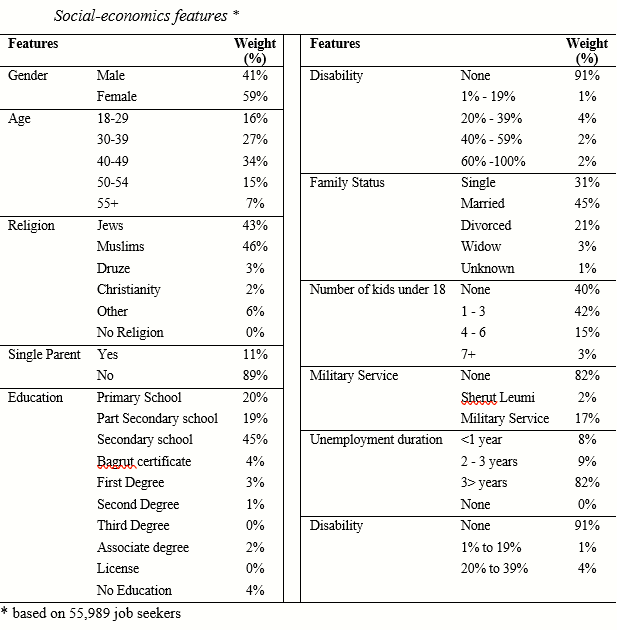 Social-economics features *
Features Weight (%)
Gender Male 41%
Female 59%
Age 18-29 16%
30-39 27%
40-49 34%
50-54 15%
55+ 7%
Religion Jews 43%
Muslims 46%
Druze 3%
Christianity 2%
Other 6%
No Religion 0%
Single Parent Yes 11%
No 89%
Education Primary School 20%
Part Secondary school 19%
Secondary school 45%
Bagrut certificate 4%
First Degree 3%
Second Degree 1%
Third Degree 0%
Associate degree 2%
License 0%
No Education 4%
Features Weight (%)
Disability None 91%
1% - 19% 1%
20% - 39% 4%
40% - 59% 2%
60% -100% 2%
Family Status Single 31%
Married 45%
Divorced 21%
Widow 3%
Unknown 1%
Number of kids under 18 None 40%
1 - 3 42%
4 - 6 15%
7+ 3%
Military Service None 82%
Sherut Leumi 2%
Military Service 17%
Unemployment duration <1 year 8%
2 - 3 years 9%
3> years 82%
None 0%
Disability None 91%
1% to 19% 1%
20% to 39% 4%
* based on 55,989 job seekers